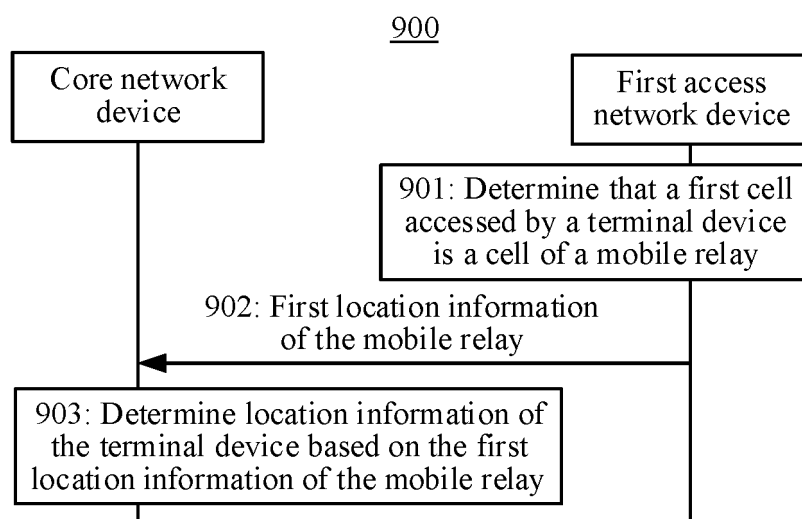 900
Core network
device
First access
network device
901: Determine that a first cell
accessed by a terminal device
is a cell of a mobile relay
902: First location information
of the mobile relay
903: Determine location information of
the terminal device based on the first
location information of the mobile relay